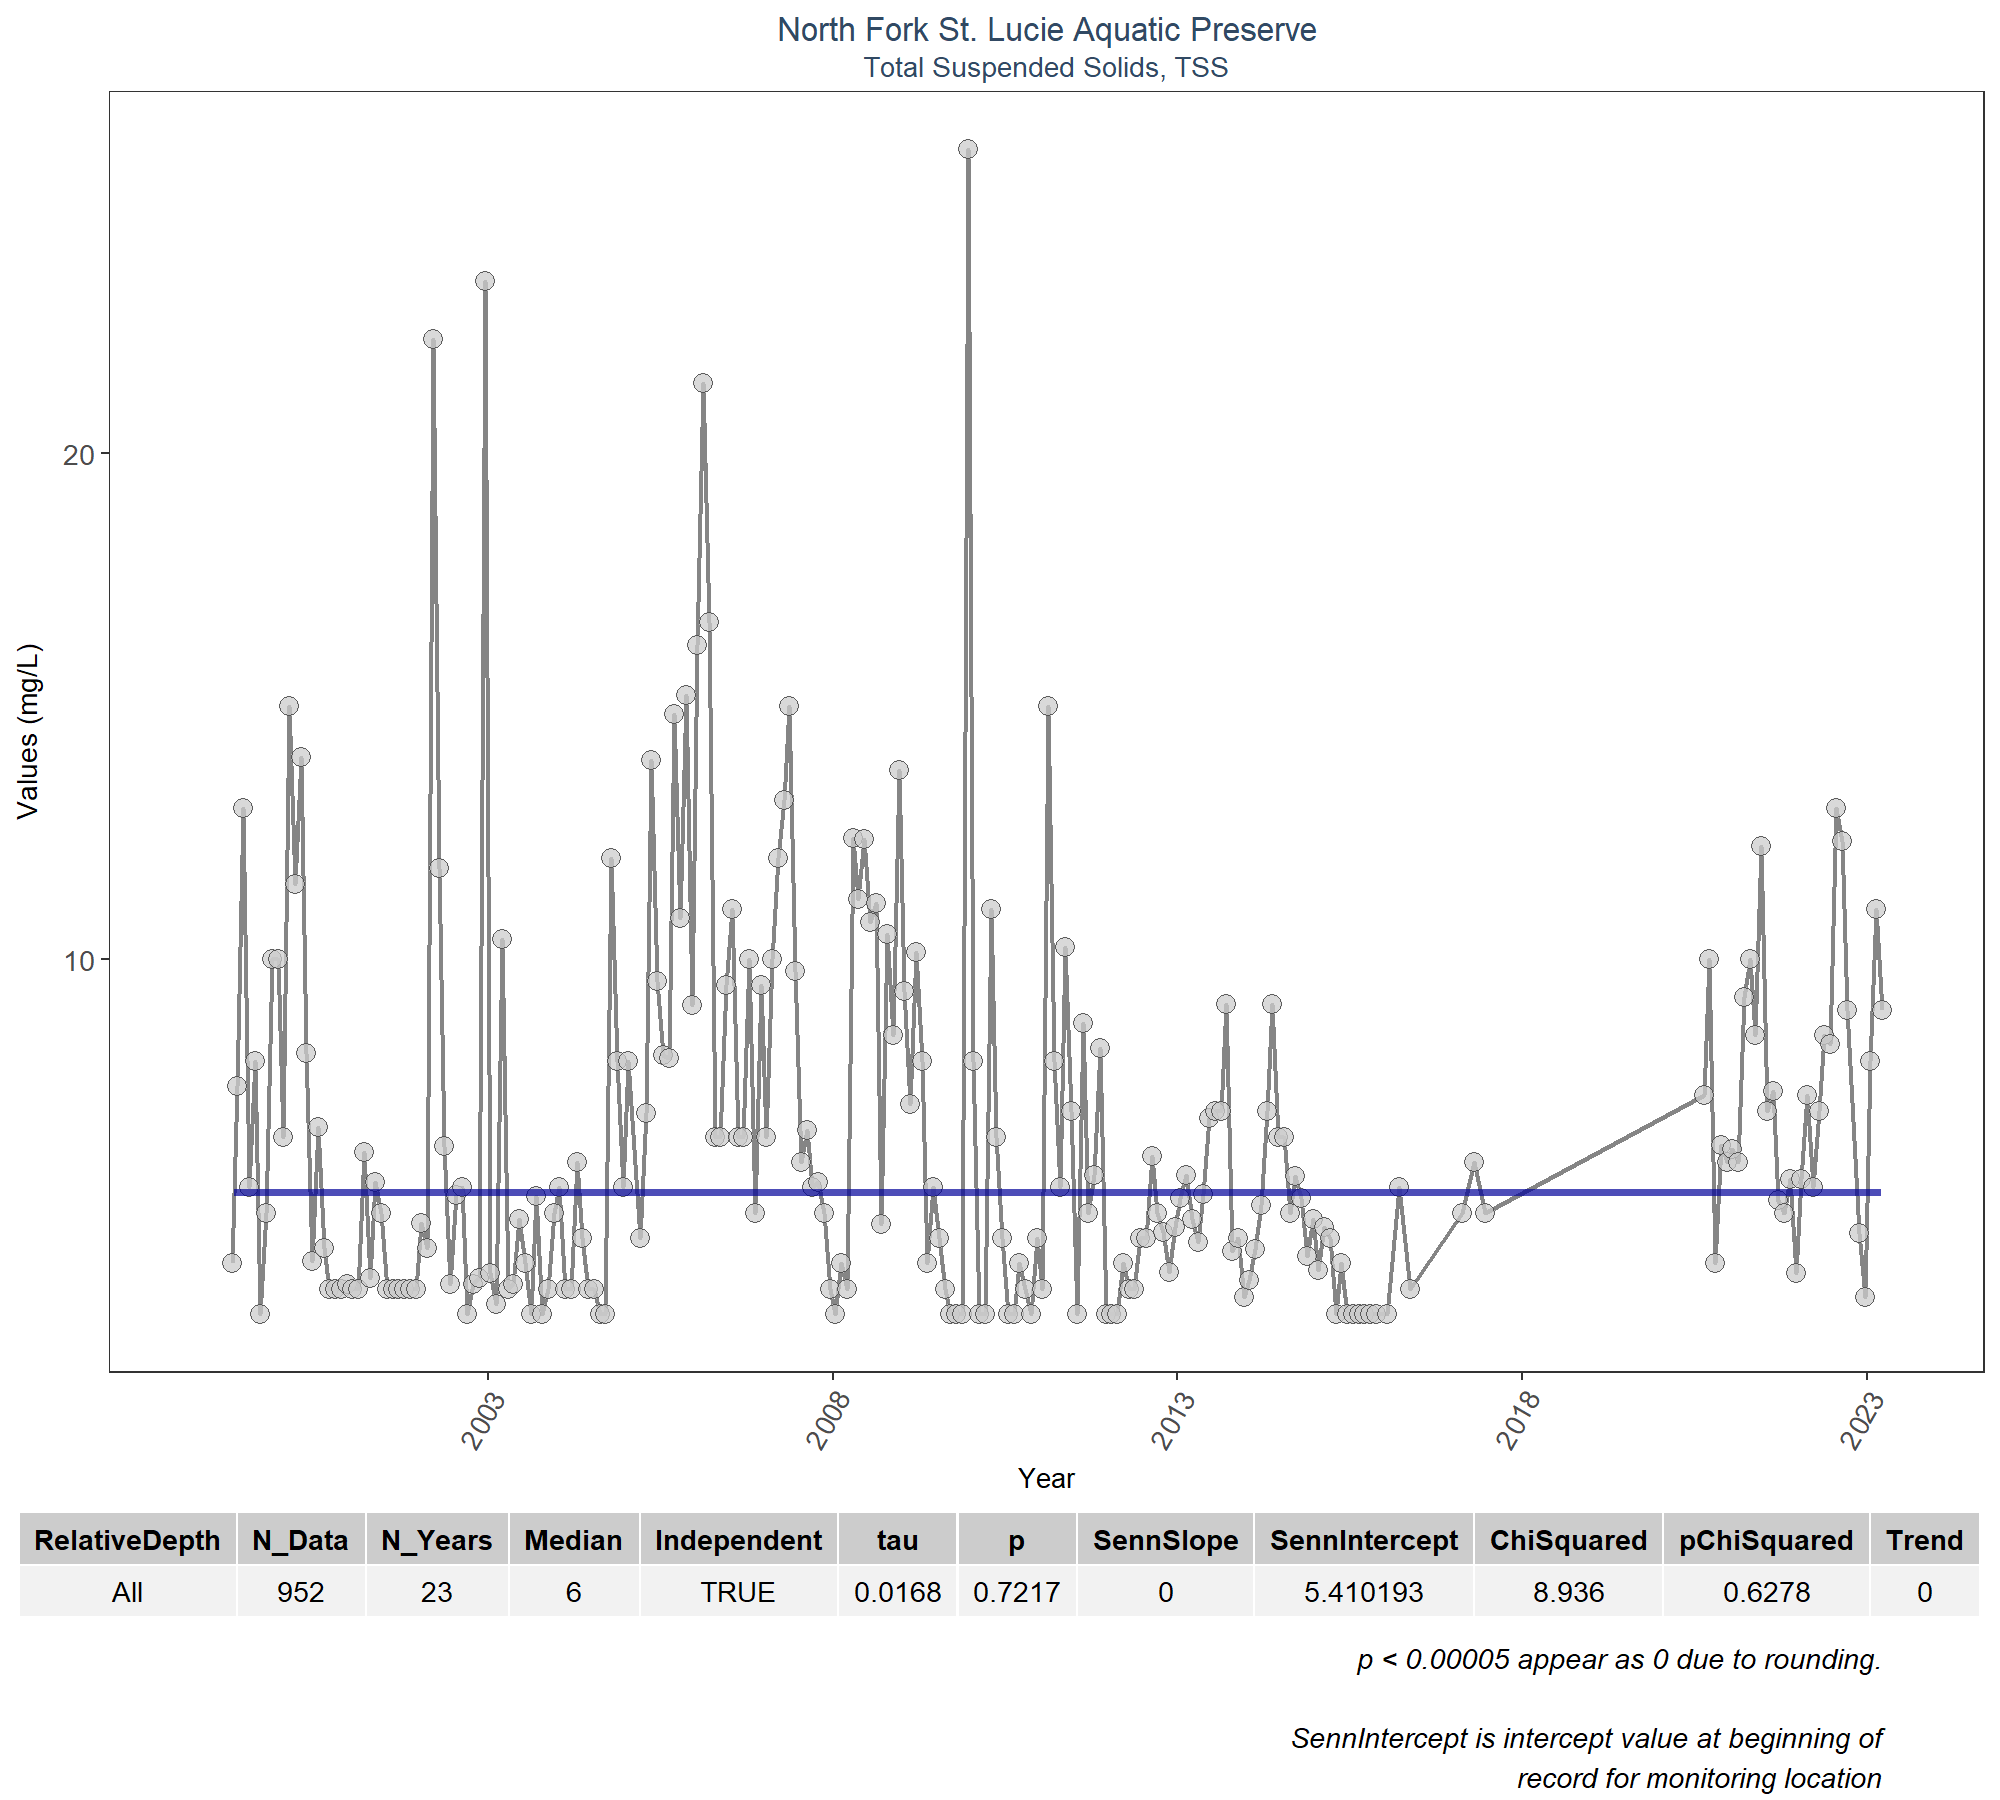 North Fork St. Lucie Aquatic Preserve
Total Suspended Solids, TSS
Values (mg/L)
20
10
2003
2008
2013
2018
2023
Year
RelativeDepth N_Data N_Years Median Independent tau p SennSlope SennIntercept ChiSquared pChiSquared Trend
All 952 23 6 TRUE 0.0168 0.7217 0 5.410193 8.936 0.6278 0
p < 0.00005 appear as 0 due to rounding.
SennIntercept is intercept value at beginning of
record for monitoring location